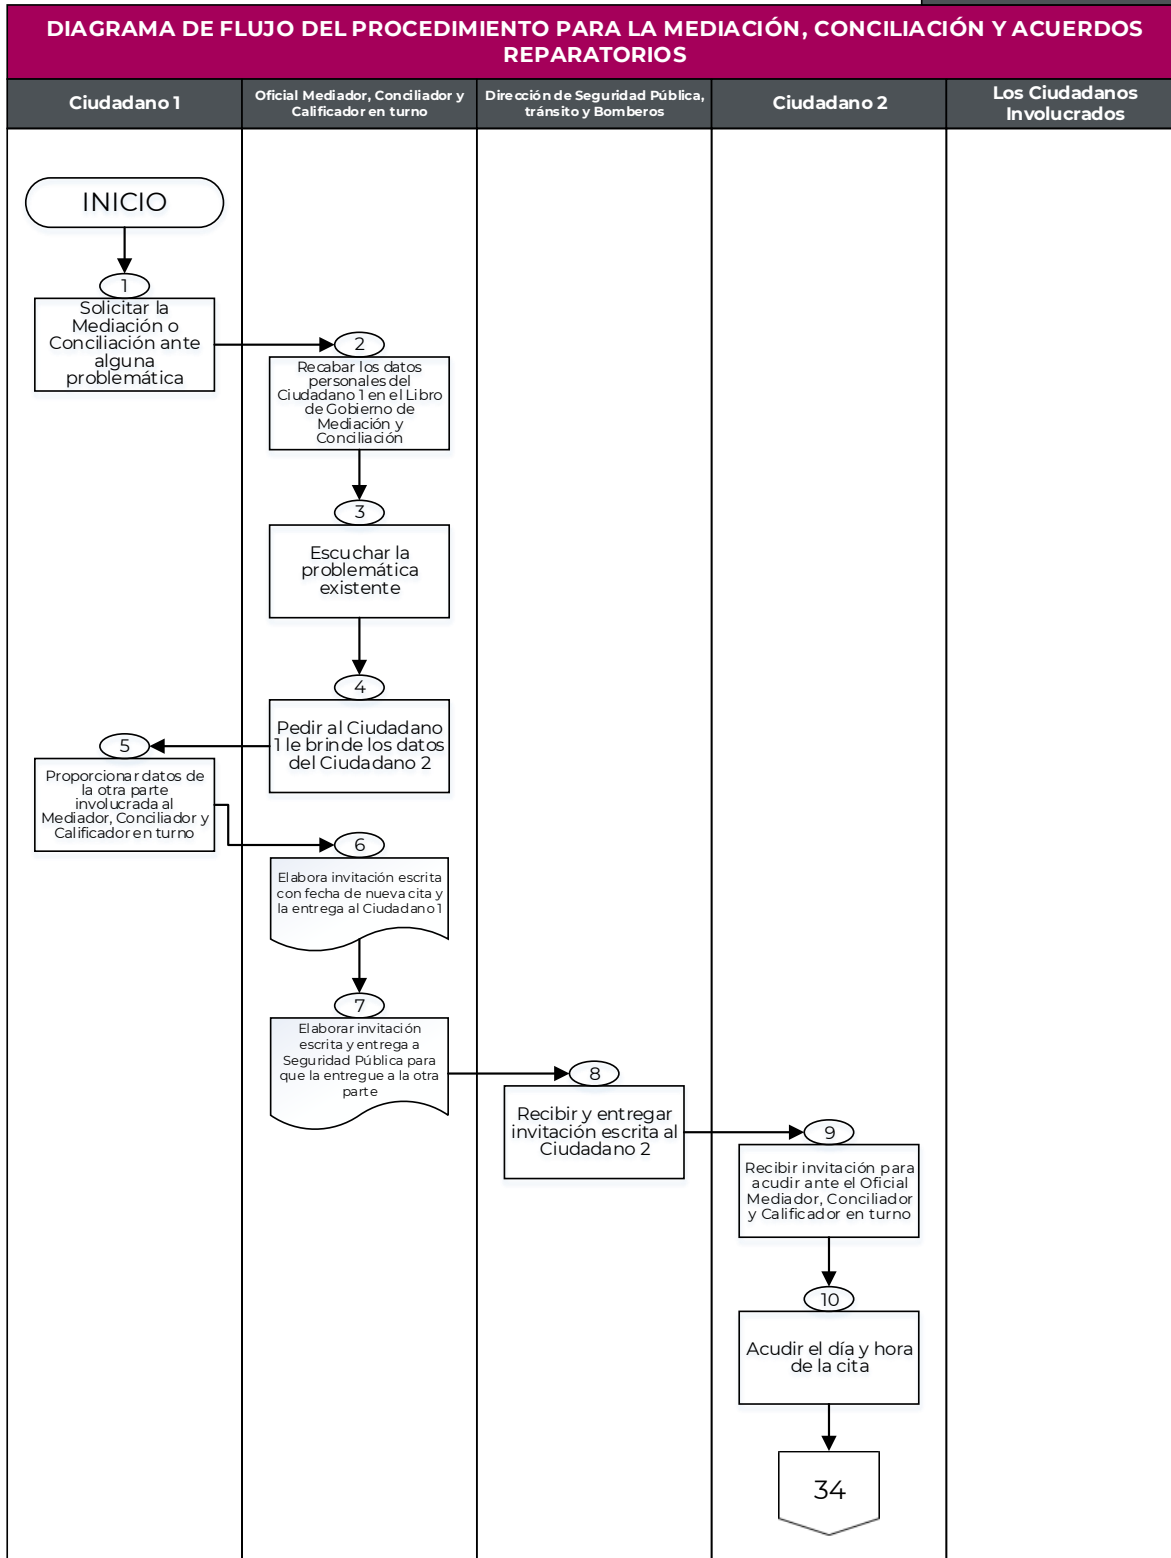 DIAGRAMA DE FLUJO DEL PROCEDIMIENTO PARA LA MEDIACIÓN, CONCILIACIÓN Y ACUERDOS
REPARATORIOS
Ciudadano 1
Oficial Mediador, Conciliador y
Calificador en turno
Dirección de Seguridad Pública,
tránsito y Bomberos
Ciudadano 2
Los Ciudadanos
Involucrados
INICIO
1
Solicitar la
Mediación o
Conciliación ante
alguna
problemática
2
Recabar los datos
personales del
Ciudadano 1 en el Libro
de Gobierno de
Mediación y
Conciliación
3
Escuchar la
problemática
existente
4
Pedir al Ciudadano
1 le brinde los datos
del Ciudadano 2
5
Proporcionar datos de
la otra parte
involucrada al
Mediador, Conciliador y
Calificador en turno
6
Elabora invitación escrita
con fecha de nueva cita y
la entrega al Ciudadano 1
7
Elaborar invitación
escrita y entrega a
Seguridad Pública para
que la entregue a la otra
parte
8
Recibir y entregar
invitación escrita al
Ciudadano 2
9
Recibir invitación para
acudir ante el Oficial
Mediador, Conciliador
y Calificador en turno
10
Acudir el día y hora
de la cita
34